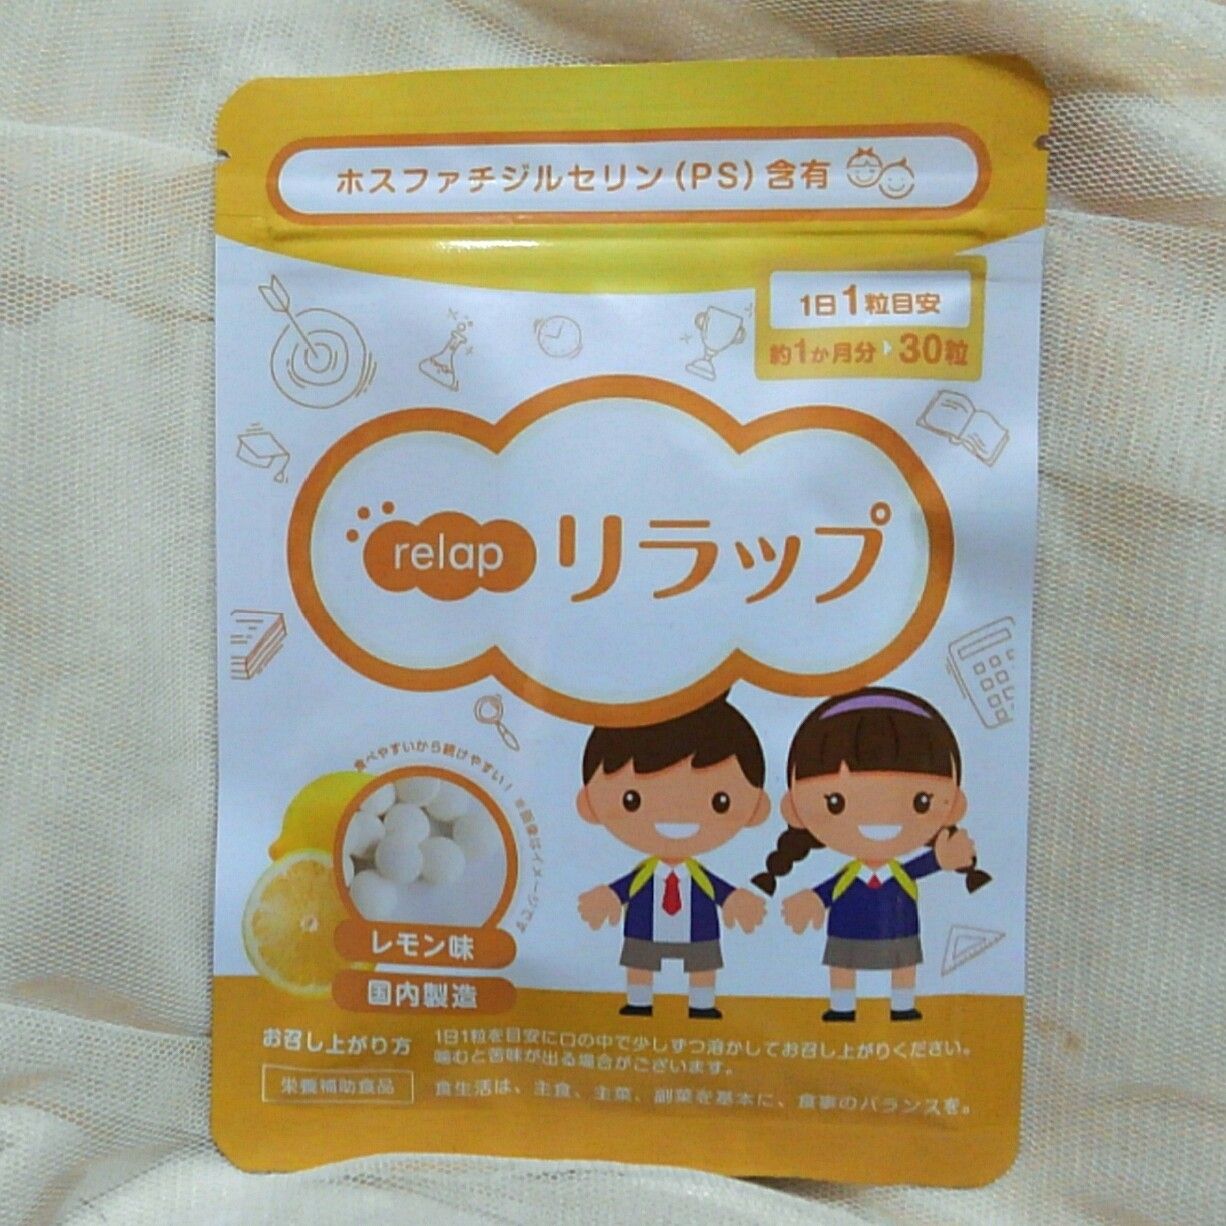 ホスファチジルセリン(PS)含有
1日1粒目安
約1か月分 30粒
relap リラップ
食べやすいから続けやすい!
※画像はイメージです
レモン味
国内製造
お召し上がり方
1日1粒を目安に口の中で少しずつ溶かしてお召し上がりください。
噛むと苦味が出る場合がございます。
栄養補助食品
食生活は、主食、主菜、副菜を基本に、食事のバランスを。